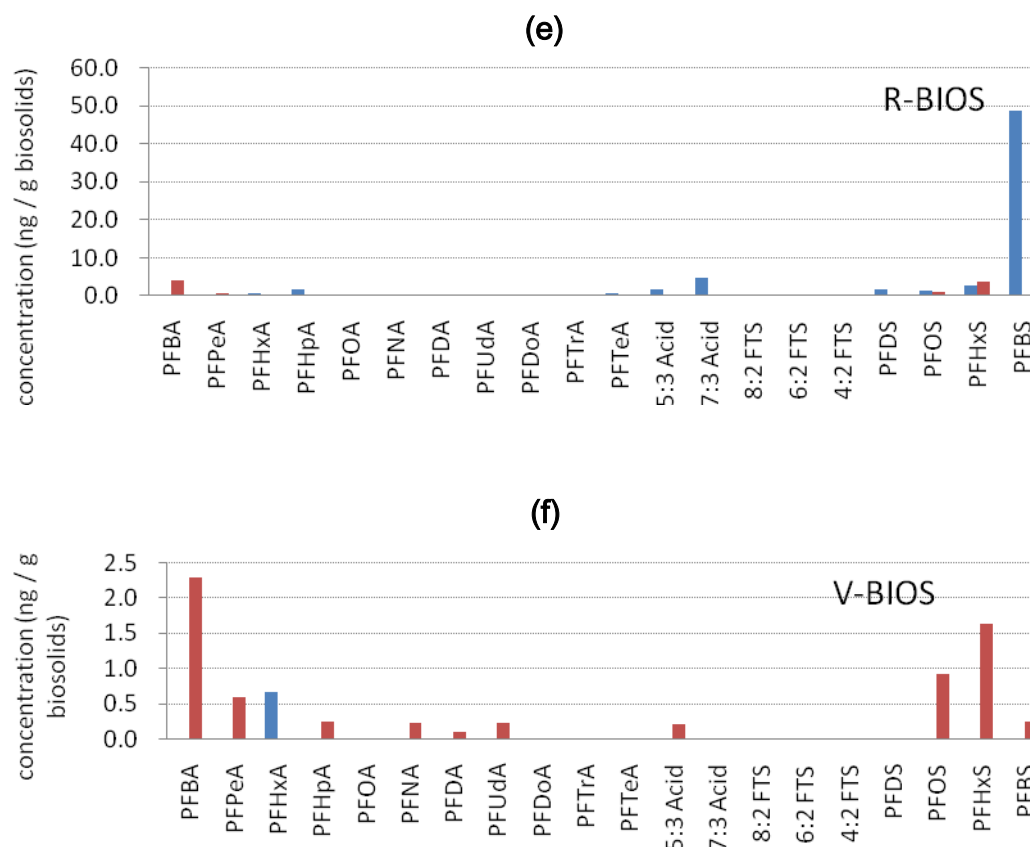 (e)
concentration (ng / g biosolids)
60.0
50.0
40.0
30.0
20.0
10.0
0.0
R-BIOS
PFBA
PFPeA
PFHxA
PFHpA
PFOA
PFNA
PFDA
PFUdA
PFDoA
PFTrA
PFTeA
5:3 Acid
7:3 Acid
8:2 FTS
6:2 FTS
4:2 FTS
PFDS
PFOS
PFHxS
PFBS
(f)
concentration (ng / g
biosolids)
2.5
2.0
1.5
1.0
0.5
0.0
V-BIOS
PFBA
PFPeA
PFHxA
PFHpA
PFOA
PFNA
PFDA
PFUdA
PFDoA
PFTrA
PFTeA
5:3 Acid
7:3 Acid
8:2 FTS
6:2 FTS
4:2 FTS
PFDS
PFOS
PFHxS
PFBS